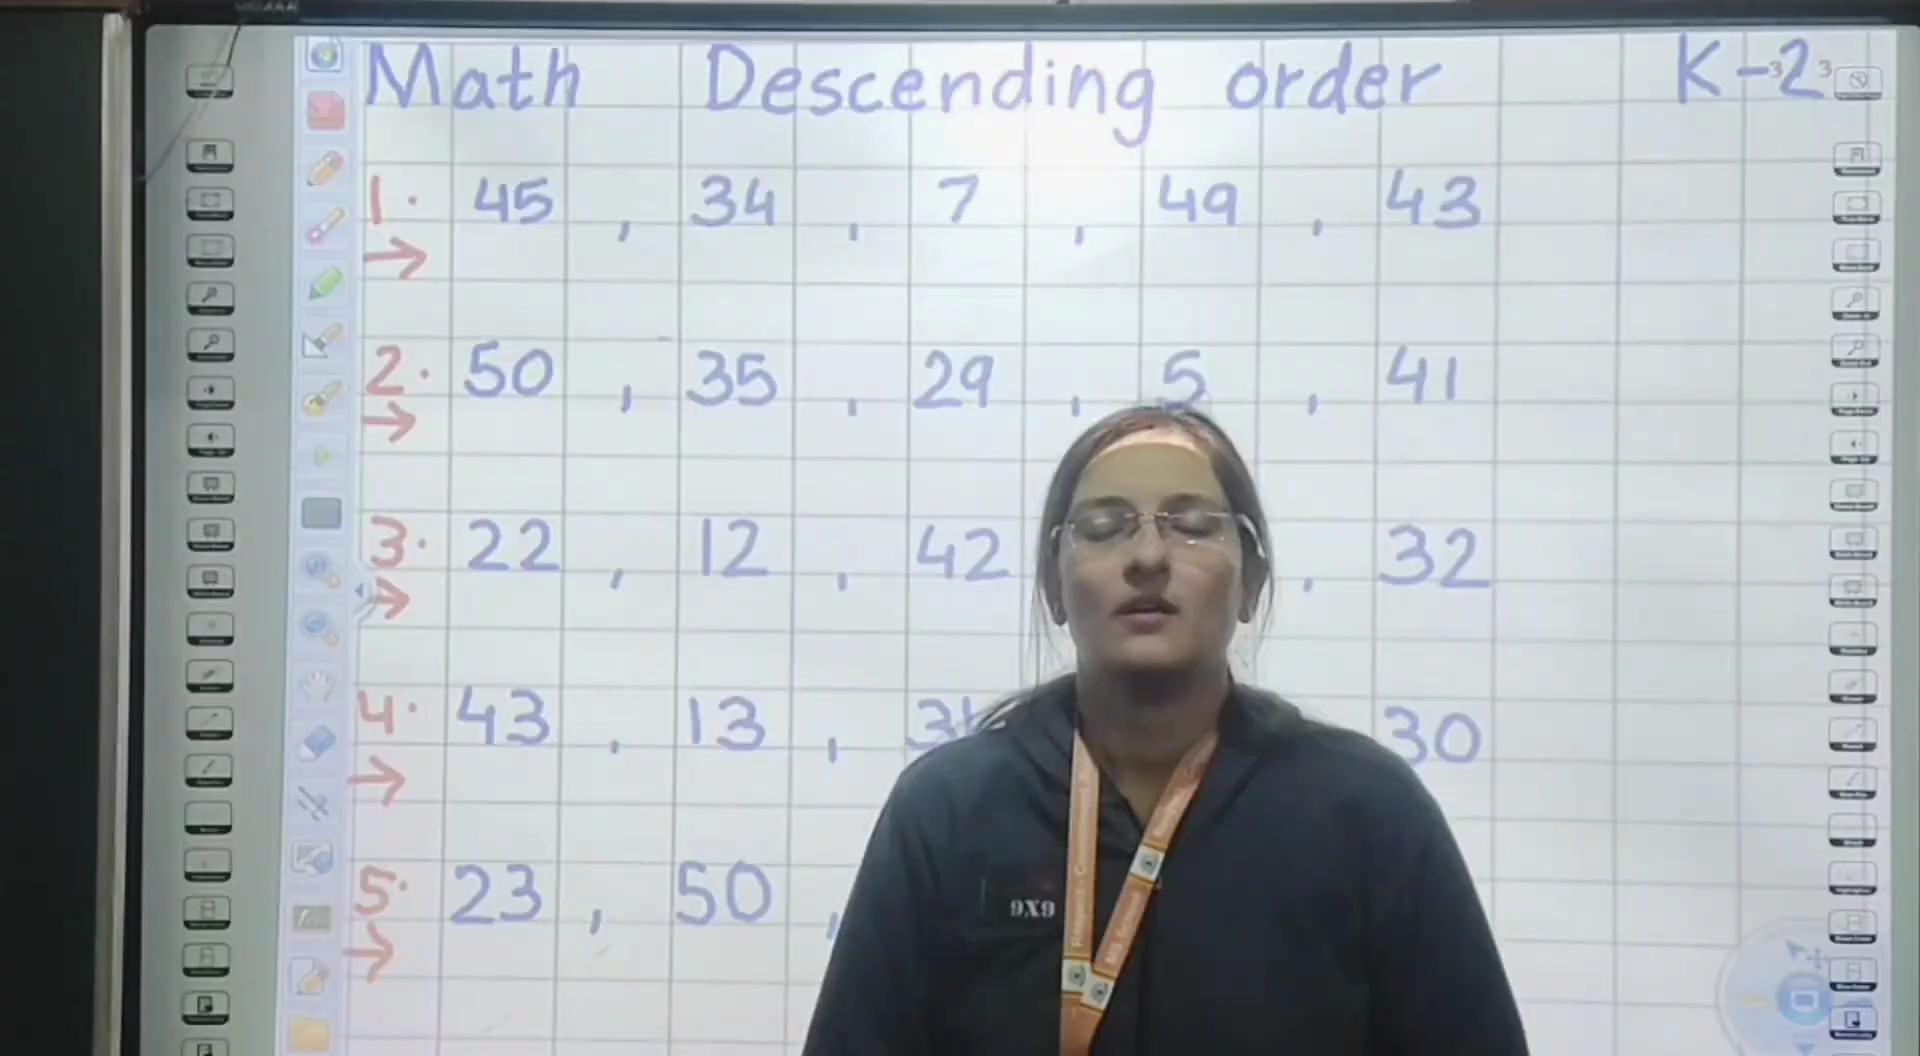 Math Descending order K-2
1. 45 , 34 , 7 , 49 , 43
2. 50 , 35 , 29 , 5 , 41
3. 22 , 12 , 42 , 32
4. 43 , 13 , 30
5. 23 , 50 ,
9X9